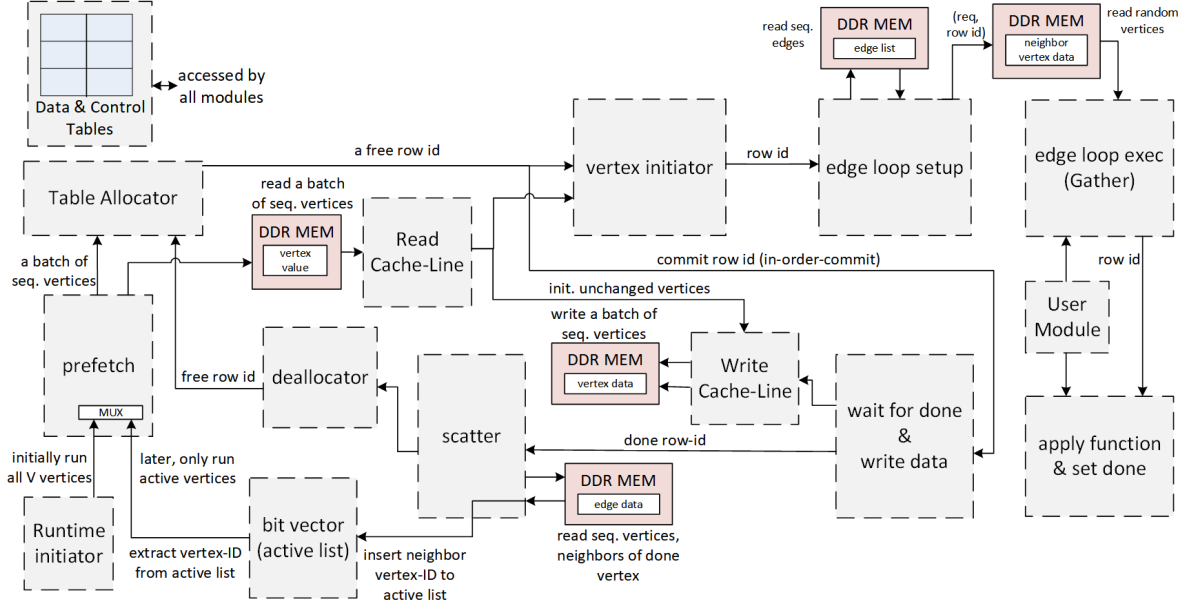 Data & Control
Tables
accessed by
all modules
read seq.
edges
DDR MEM
edge list
(req,
row id)
DDR MEM
neighbor
vertex data
read random
vertices
Table Allocator
a free row id
vertex initiator
row id
edge loop setup
edge loop exec
(Gather)
read a batch
of seq. vertices
DDR MEM
vertex
value
Read
Cache-Line
a batch of
seq. vertices
commit row id (in-order-commit)
row id
init. unchanged vertices
User
Module
prefetch
MUX
free row id
deallocator
write a batch of
seq. vertices
DDR MEM
vertex data
Write
Cache-Line
wait for done
&
write data
scatter
done row-id
apply function
& set done
initially run
all V vertices
later, only run
active vertices
DDR MEM
edge data
Runtime
initiator
extract vertex-ID
from active list
bit vector
(active list)
insert neighbor
vertex-ID to
active list
read seq. vertices,
neighbors of done
vertex